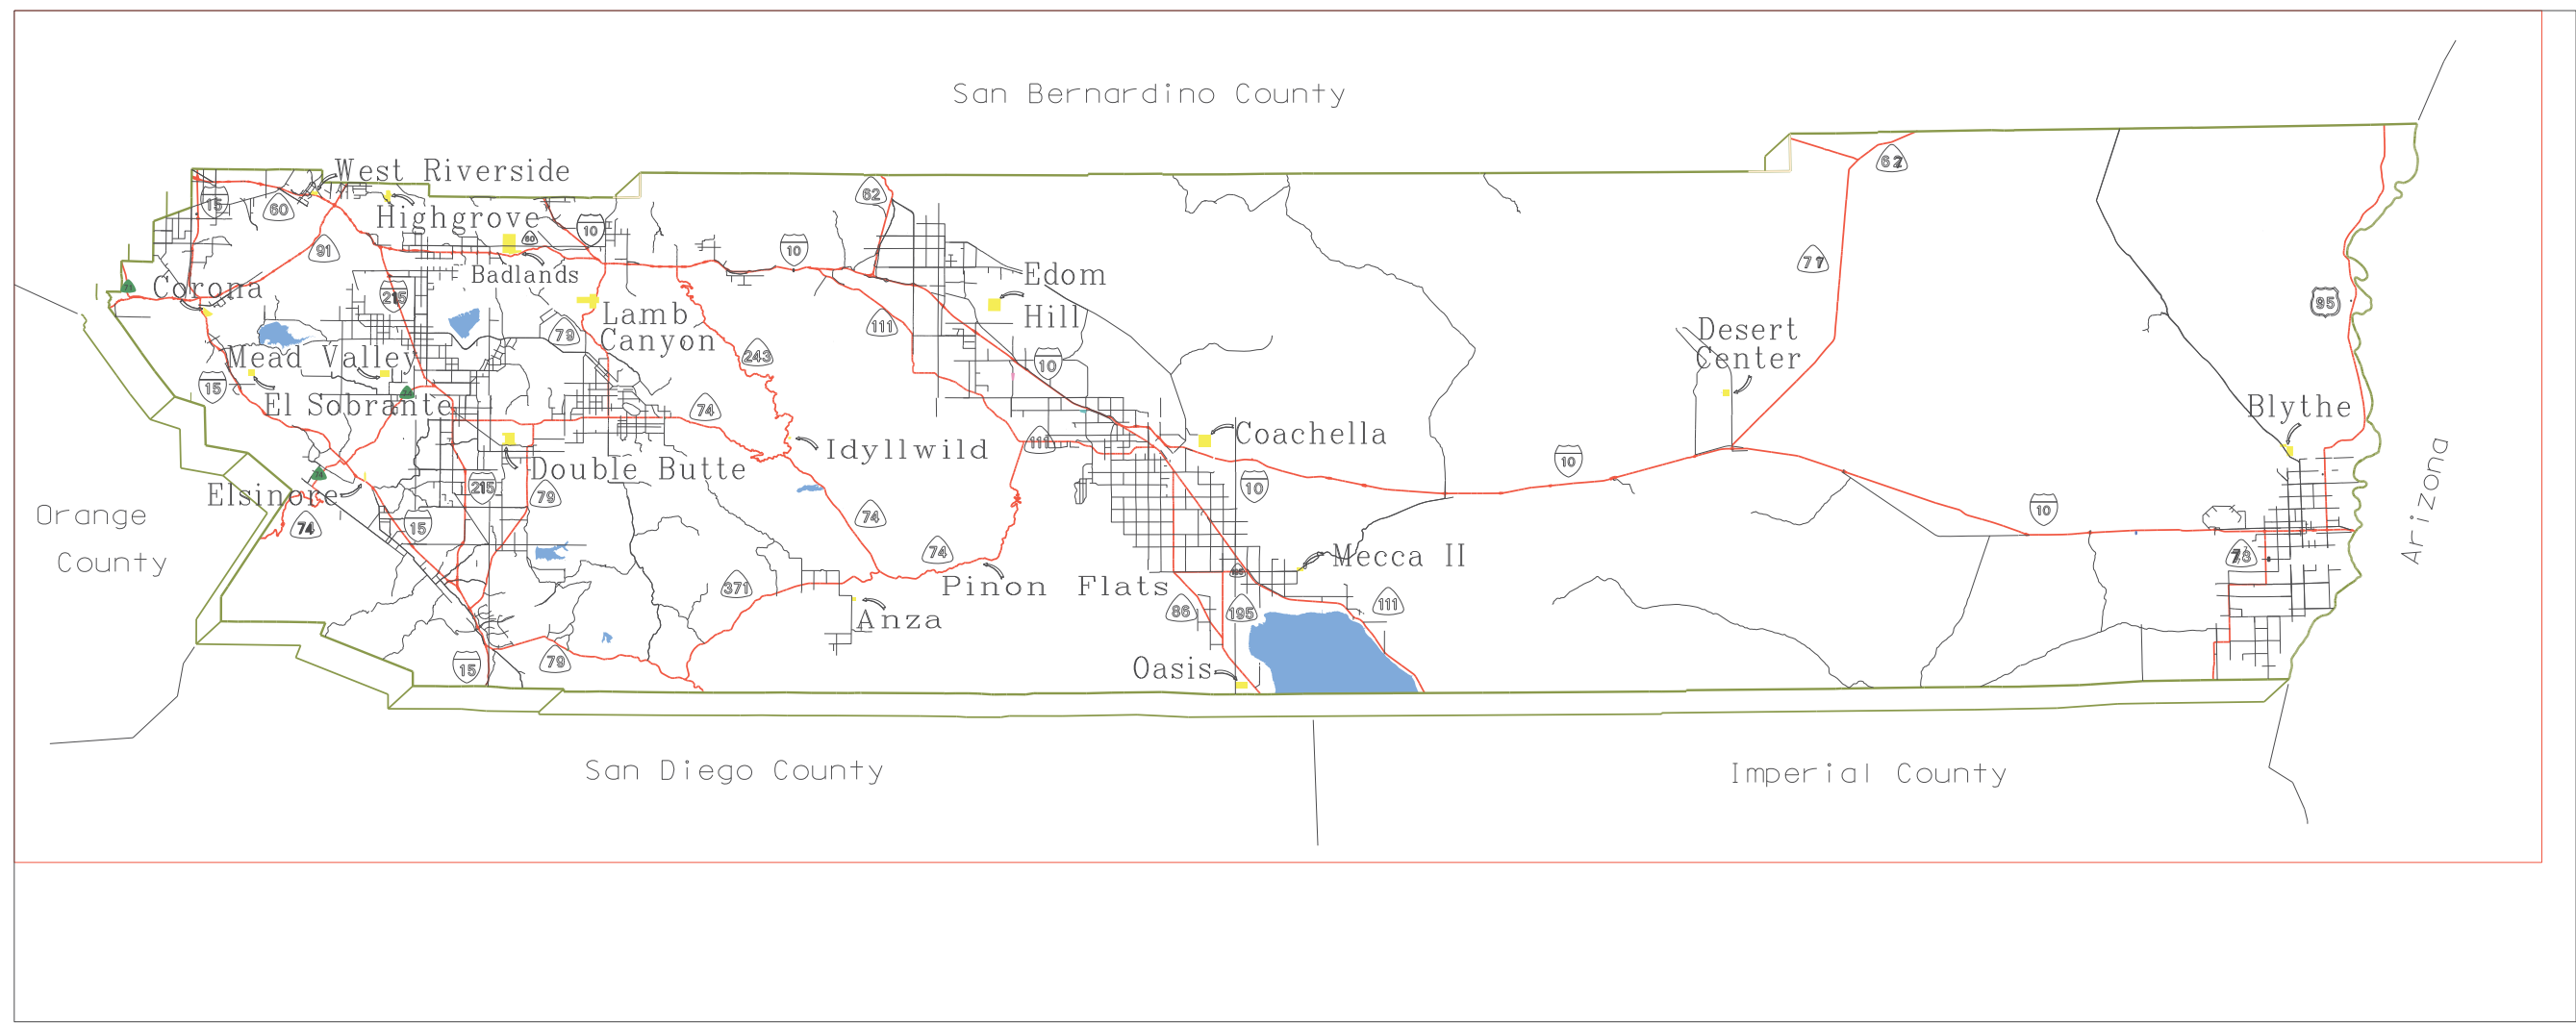 San Bernardino County
West Riverside
62
62
15
60
Highgrove
60
10
91
10
Badlands
77
Edom
Hill
Corona
215
95
Lamb
Canyon
79
111
Desert
Center
243
Mead Valley
10
15
El Sobrante
74
Blythe
Idyllwild
111
Coachella
Arizona
10
Double Butte
215
79
10
Elsinore
10
Orange
County
74
15
74
74
Mecca II
78
371
Pinon Flats
86
195
111
Anza
15
79
Oasis
San Diego County
Imperial County